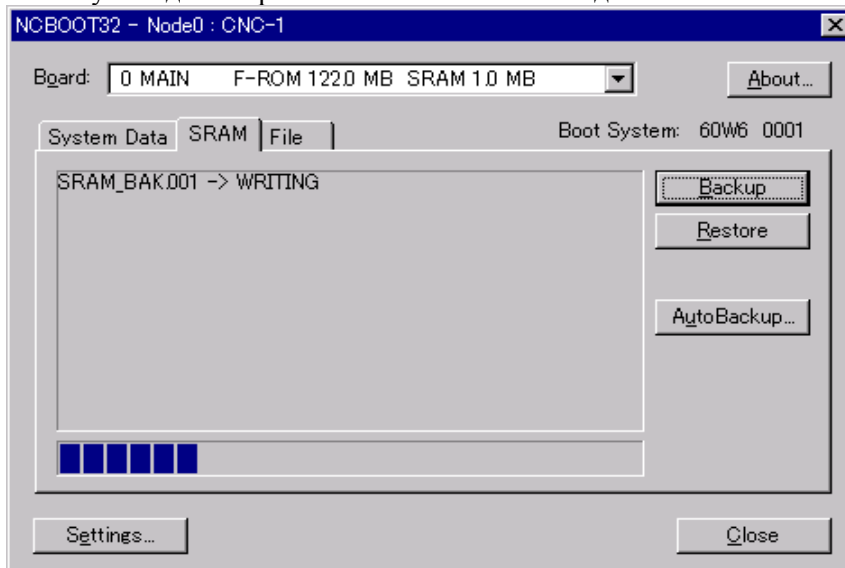 NCBOOT32 - Node0 : CNC-1
Board: 0 MAIN F-ROM 122.0 MB SRAM 1.0 MB About...
System Data SRAM File Boot System: 60W6 0001
SRAM_BAK.001 -> WRITING
Backup
Restore
AutoBackup...
Settings... Close